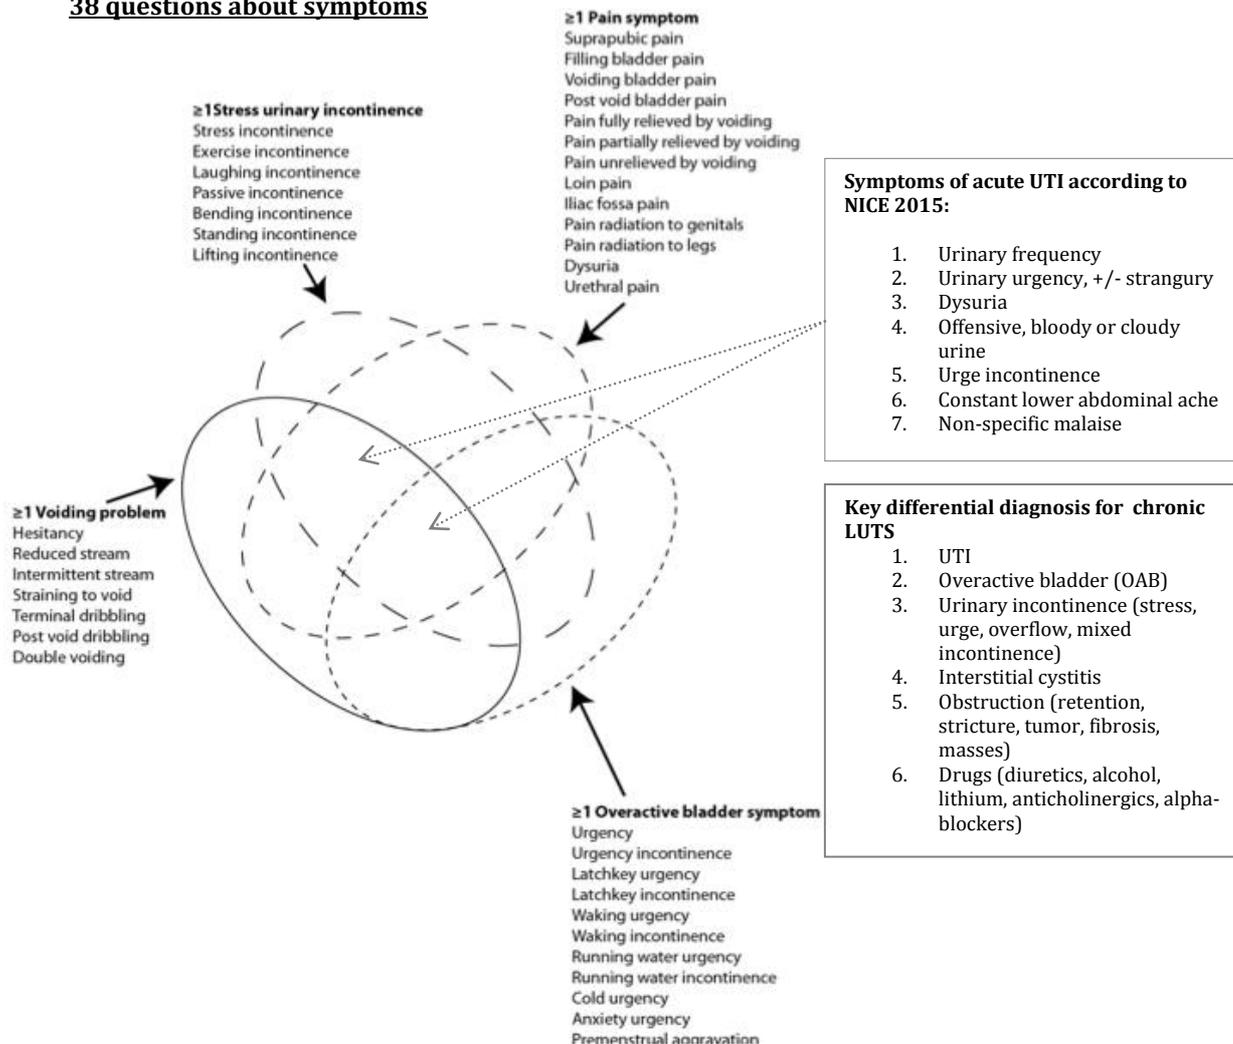 38 questions about symptoms
≥1 Pain symptom
Suprapubic pain
Filling bladder pain
Voiding bladder pain
Post void bladder pain
Pain fully relieved by voiding
Pain partially relieved by voiding
Pain unrelieved by voiding
Loin pain
Iliac fossa pain
Pain radiation to genitals
Pain radiation to legs
Dysuria
Urethral pain
≥1Stress urinary incontinence
Stress incontinence
Exercise incontinence
Laughing incontinence
Passive incontinence
Bending incontinence
Standing incontinence
Lifting incontinence
Symptoms of acute UTI according to
NICE 2015:
1. Urinary frequency
2. Urinary urgency, +/- strangury
3. Dysuria
4. Offensive, bloody or cloudy
urine
5. Urge incontinence
6. Constant lower abdominal ache
7. Non-specific malaise
≥1 Voiding problem
Hesitancy
Reduced stream
Intermittent stream
Straining to void
Terminal dribbling
Post void dribbling
Double voiding
Key differential diagnosis for chronic
LUTS
1. UTI
2. Overactive bladder (OAB)
3. Urinary incontinence (stress,
urge, overflow, mixed
incontinence)
4. Interstitial cystitis
5. Obstruction (retention,
stricture, tumor, fibrosis,
masses)
6. Drugs (diuretics, alcohol,
lithium, anticholinergics, alpha-
blockers)
≥1 Overactive bladder symptom
Urgency
Urgency incontinence
Latchkey urgency
Latchkey incontinence
Waking urgency
Waking incontinence
Running water urgency
Running water incontinence
Cold urgency
Anxiety urgency
Premenstrual aggravation